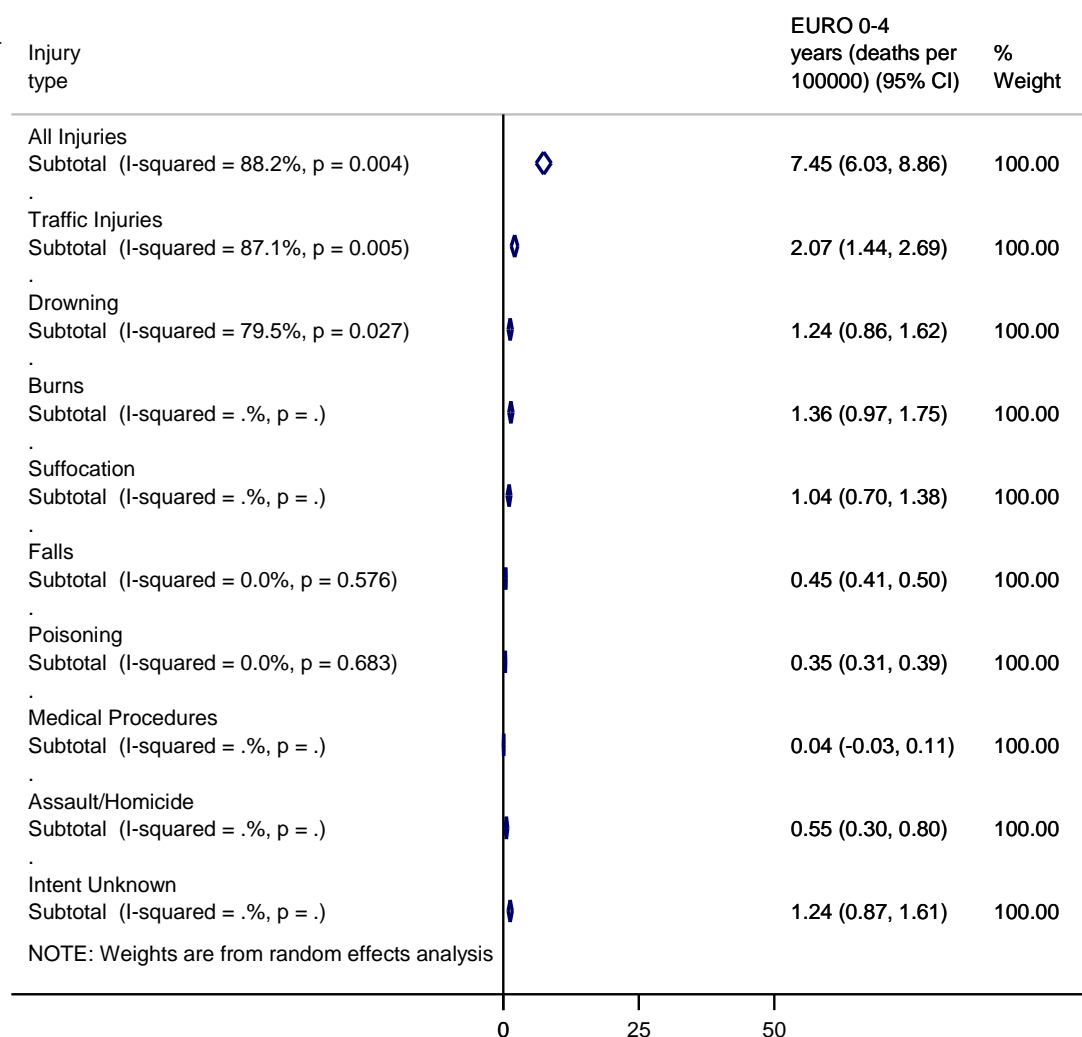 Injury
type
EURO 0-4
years (deaths per
100000) (95% CI)
%
Weight
All Injuries
Subtotal (I-squared = 88.2%, p = 0.004) 7.45 (6.03, 8.86) 100.00
.
Traffic Injuries
Subtotal (I-squared = 87.1%, p = 0.005) 2.07 (1.44, 2.69) 100.00
.
Drowning
Subtotal (I-squared = 79.5%, p = 0.027) 1.24 (0.86, 1.62) 100.00
.
Burns
Subtotal (I-squared = .%, p = .) 1.36 (0.97, 1.75) 100.00
.
Suffocation
Subtotal (I-squared = .%, p = .) 1.04 (0.70, 1.38) 100.00
.
Falls
Subtotal (I-squared = 0.0%, p = 0.576) 0.45 (0.41, 0.50) 100.00
.
Poisoning
Subtotal (I-squared = 0.0%, p = 0.683) 0.35 (0.31, 0.39) 100.00
.
Medical Procedures
Subtotal (I-squared = .%, p = .) 0.04 (-0.03, 0.11) 100.00
.
Assault/Homicide
Subtotal (I-squared = .%, p = .) 0.55 (0.30, 0.80) 100.00
.
Intent Unknown
Subtotal (I-squared = .%, p = .) 1.24 (0.87, 1.61) 100.00
NOTE: Weights are from random effects analysis
0 25 50